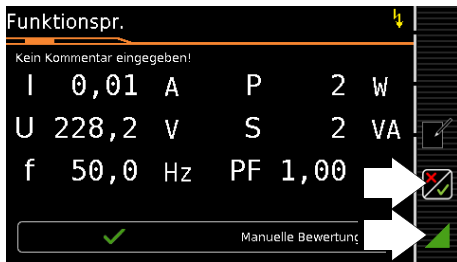 Funktionspr.
Kein Kommentar eingegeben!
I 0,01 A P 2 W
U 228,2 V S 2 VA
f 50,0 Hz PF 1,00
Manuelle Bewertung